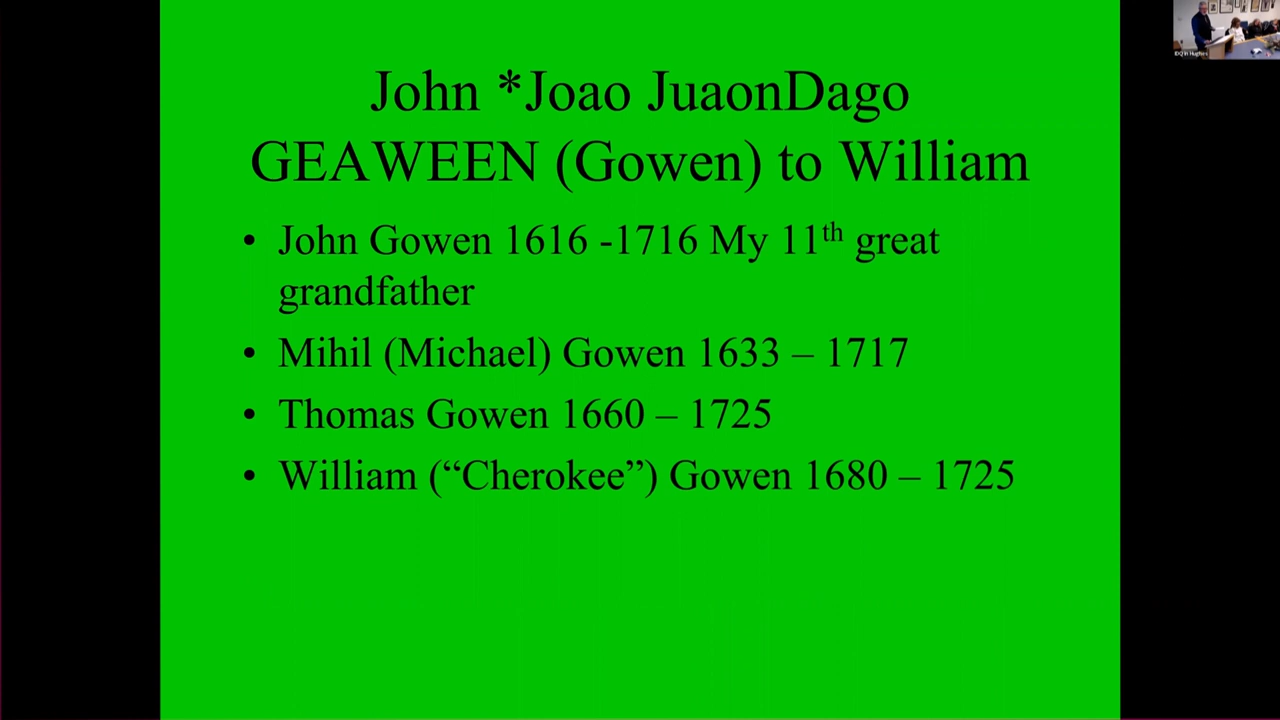 John *Joao JuaonDago
GEAWEEN (Gowen) to William
• John Gowen 1616 -1716 My 11th great
grandfather
• Mihil (Michael) Gowen 1633 – 1717
• Thomas Gowen 1660 – 1725
• William (“Cherokee”) Gowen 1680 – 1725